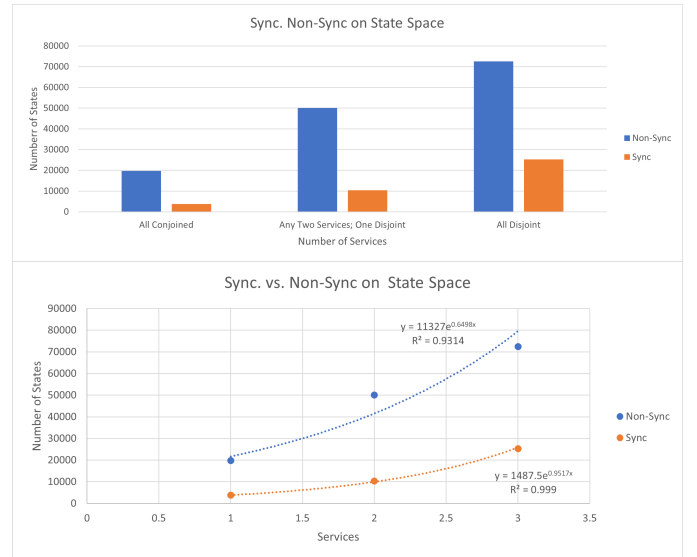 Sync. Non-Sync on State Space
80000
70000
60000
50000
40000
30000
20000
10000
0
Numberr of States
All Conjoined
Any Two Services; One Disjoint
All Disjoint
Number of Services
Non-Sync
Sync
Sync. vs. Non-Sync on State Space
90000
80000
70000
60000
50000
40000
30000
20000
10000
0
Number of States
y = 11327e^0.6498x
R² = 0.9314
y = 1487.5e^0.9517x
R² = 0.999
0 0.5 1 1.5 2 2.5 3 3.5
Services
Non-Sync
Sync